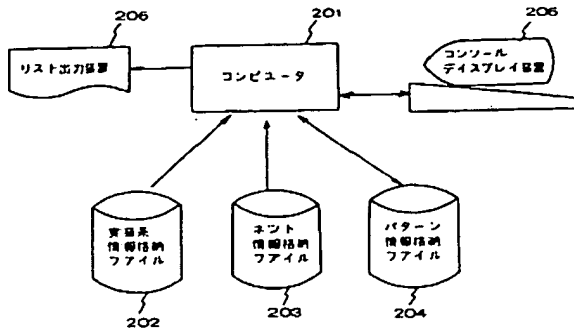 206
201
206
リスト出力装置
コンピュータ
コンソール
ディスプレイ装置
実装系
情報格納
ファイル
ネット
情報格納
ファイル
パターン
情報格納
ファイル
202
203
204